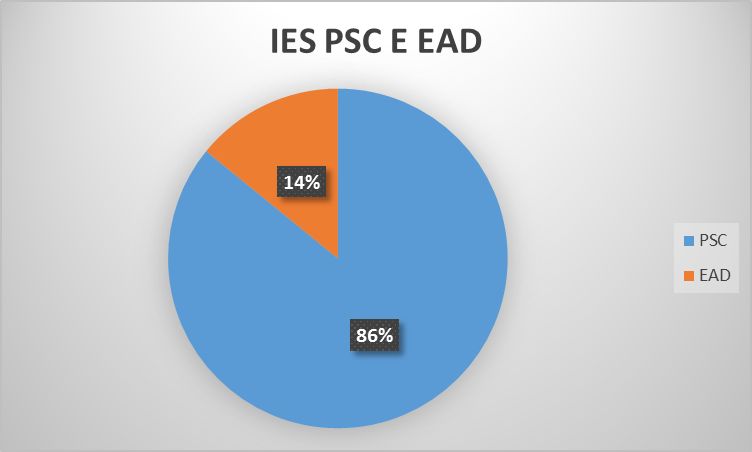 IES PSC E EAD
14%
86%
PSC
EAD